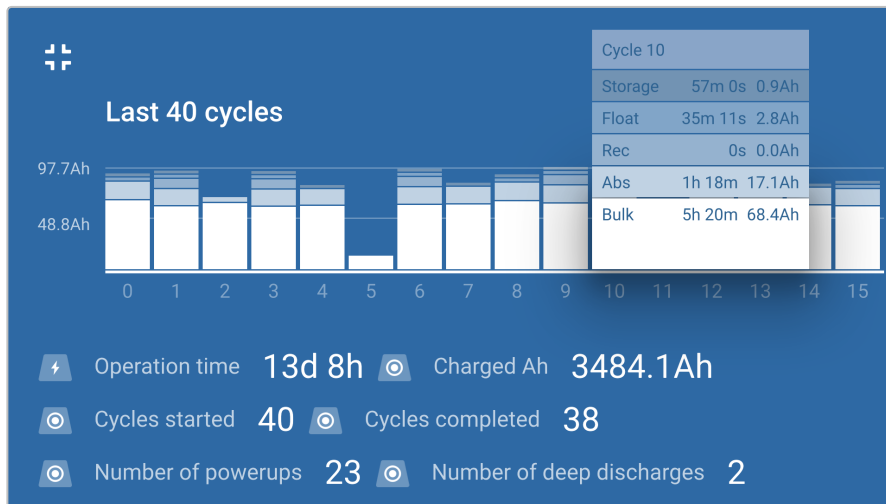 Cycle 10
Storage 57m 0s 0.9Ah
Float 35m 11s 2.8Ah
Rec 0s 0.0Ah
Abs 1h 18m 17.1Ah
Bulk 5h 20m 68.4Ah
Last 40 cycles
97.7Ah
48.8Ah
0 1 2 3 4 5 6 7 8 9 10 11 12 13 14 15
Operation time 13d 8h Charged Ah 3484.1Ah
Cycles started 40 Cycles completed 38
Number of powerups 23 Number of deep discharges 2